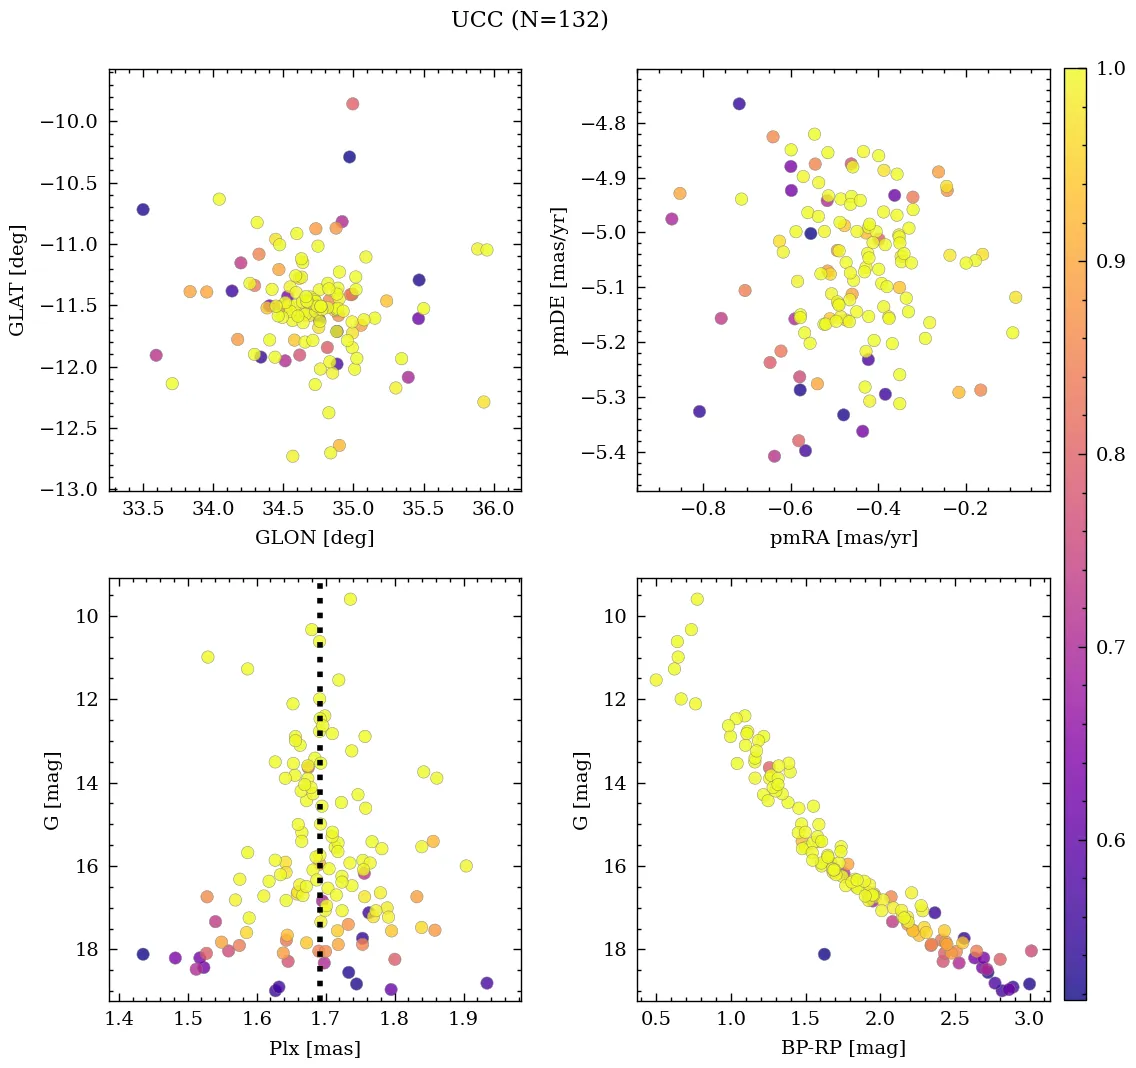 UCC (N=132)
−10.0
−10.5
−11.0
−11.5
−12.0
−12.5
−13.0
GLAT [deg]
33.5 34.0 34.5 35.0 35.5 36.0
GLON [deg]
−4.8
−4.9
−5.0
−5.1
−5.2
−5.3
−5.4
pmDE [mas/yr]
−0.8 −0.6 −0.4 −0.2
pmRA [mas/yr]
1.0
0.9
0.8
0.7
0.6
10
12
14
16
18
G [mag]
1.4 1.5 1.6 1.7 1.8 1.9
Plx [mas]
10
12
14
16
18
G [mag]
0.5 1.0 1.5 2.0 2.5 3.0
BP-RP [mag]